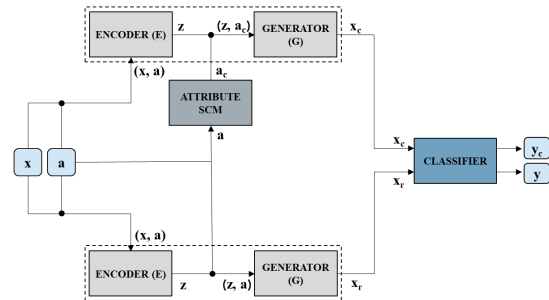 ENCODER (E)
z
(z, a_c)
GENERATOR
(G)
x_c
(x, a)
a_c
ATTRIBUTE
SCM
a
x
a
x_c
CLASSIFIER
y_c
x_r
y
(x, a)
ENCODER (E)
z
(z, a)
GENERATOR
(G)
x_r